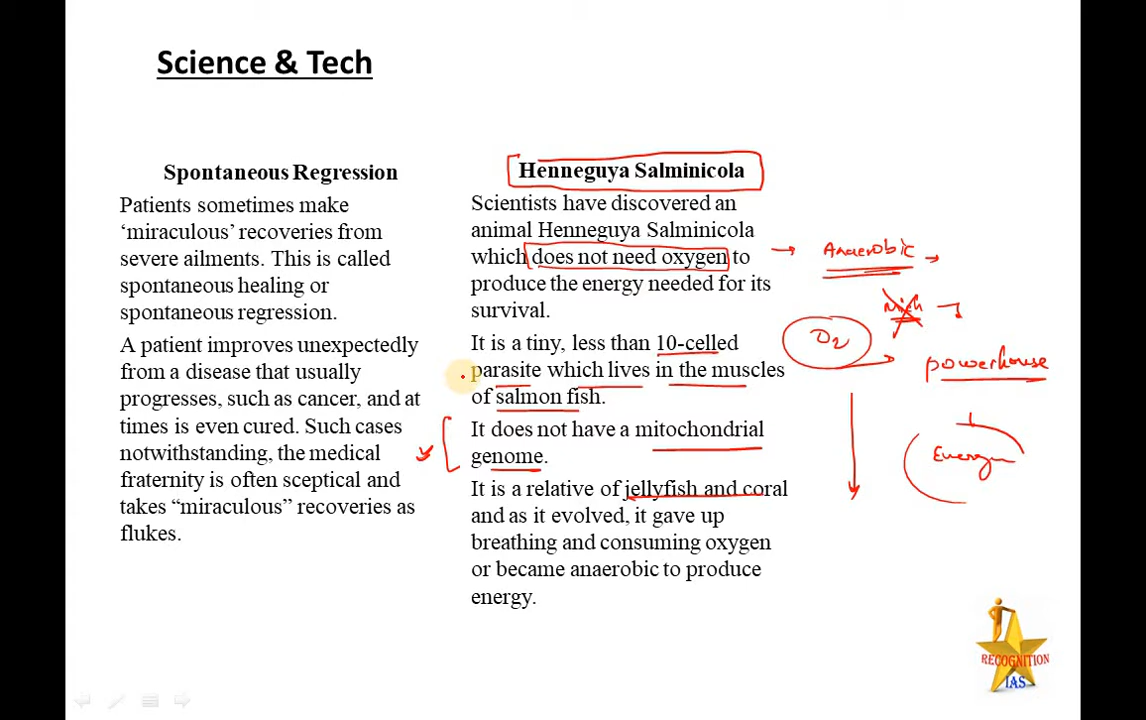 Science & Tech
Spontaneous Regression
Patients sometimes make
‘miraculous’ recoveries from
severe ailments. This is called
spontaneous healing or
spontaneous regression.
A patient improves unexpectedly
from a disease that usually
progresses, such as cancer, and at
times is even cured. Such cases
notwithstanding, the medical
fraternity is often sceptical and
takes “miraculous” recoveries as
flukes.
Henneguya Salminicola
Scientists have discovered an
animal Henneguya Salminicola
which does not need oxygen to
produce the energy needed for its
survival.
It is a tiny, less than 10-celled
parasite which lives in the muscles
of salmon fish.
It does not have a mitochondrial
genome.
It is a relative of jellyfish and coral
and as it evolved, it gave up
breathing and consuming oxygen
or became anaerobic to produce
energy.
Anaerobic
O2
powerhouse
RECOGNITION
IAS